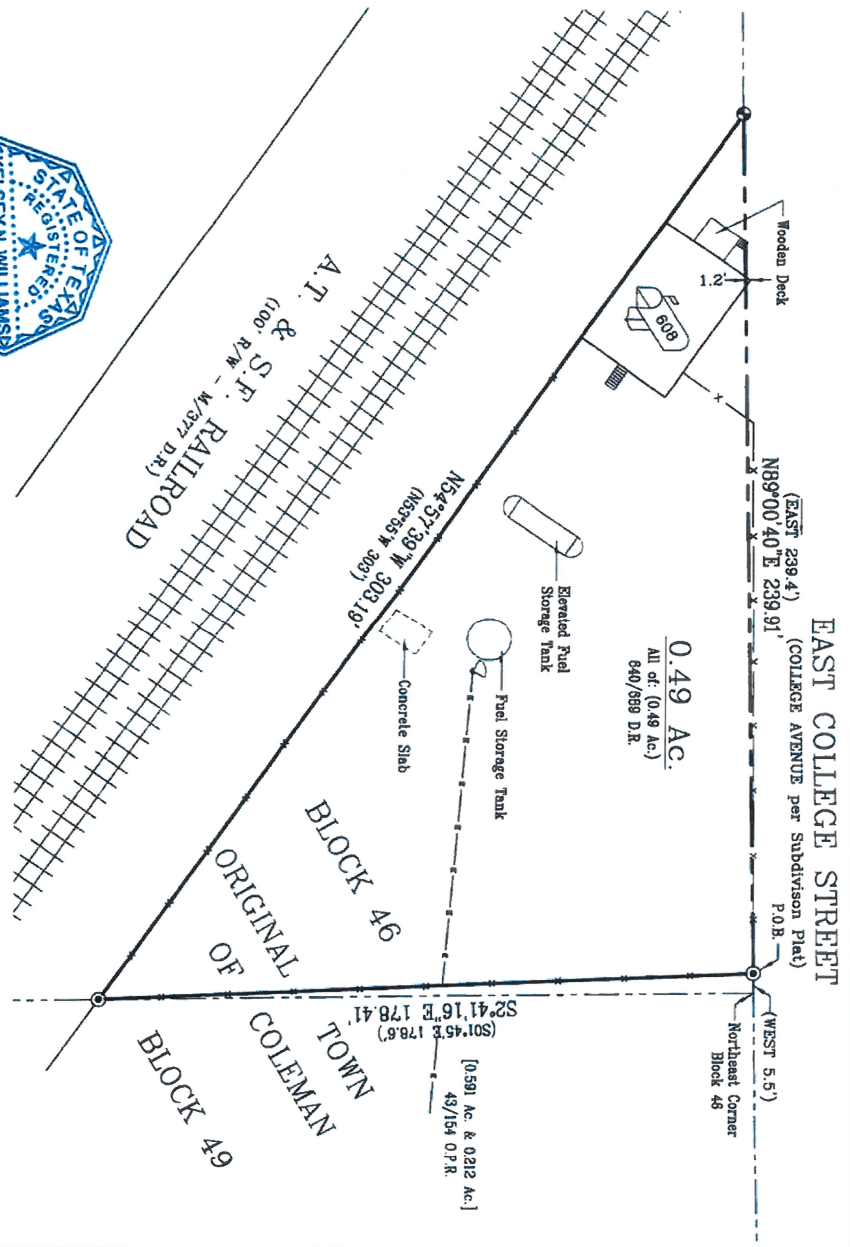 EAST COLLEGE STREET
(COLLEGE AVENUE per Subdivison Plat)
N89°00'40"E 239.91'
(EAST 239.4')
P.O.B.
(WEST 5.5')
Northeast Corner
Block 46
Wooden Deck
1.2'
608
0.49 Ac.
All of: (0.49 Ac.)
640/689 D.R.
Elevated Fuel
Storage Tank
Fuel Storage Tank
Concrete Slab
N54°57'39"W 303.19'
(N53°55'W 303')
A.T. & S.F. RAILROAD
(100' R/W - M/377 D.R.)
S2°41'16"E 178.41'
(S01°45'E 178.6')
[0.591 Ac. & 0.212 Ac.]
43/154 O.P.R.
BLOCK 46
ORIGINAL
TOWN
OF
COLEMAN
BLOCK 49
STATE OF TEXAS
REGISTERED
N. WILLIAMS